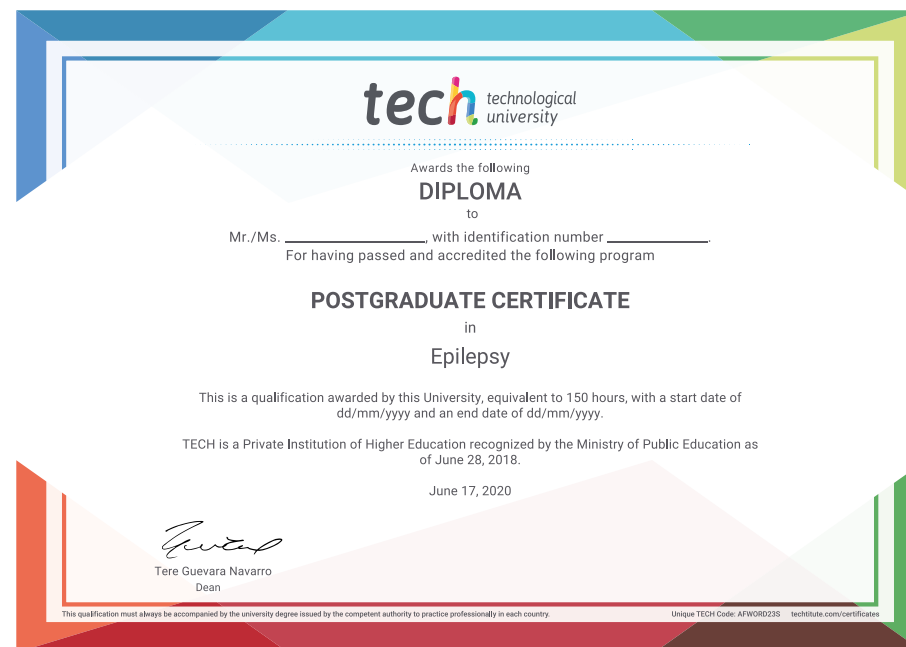 tech technological
university
Awards the following
DIPLOMA
to
Mr./Ms. ____________, with identification number ____________.
For having passed and accredited the following program
POSTGRADUATE CERTIFICATE
in
Epilepsy
This is a qualification awarded by this University, equivalent to 150 hours, with a start date of
dd/mm/yyyy and an end date of dd/mm/yyyy.
TECH is a Private Institution of Higher Education recognized by the Ministry of Public Education as
of June 28, 2018.
June 17, 2020
Tere Guevara Navarro
Dean
This qualification must always be accompanied by the university degree issued by the competent authority to practice professionally in each country. Unique TECH Code: AFWORD23S techtitute.com/certificates